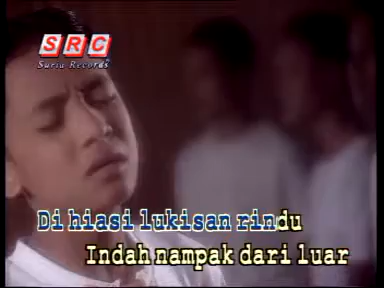 SRC
Suria Records
Di hiasi lukisan rindu
Indah nampak dari luar